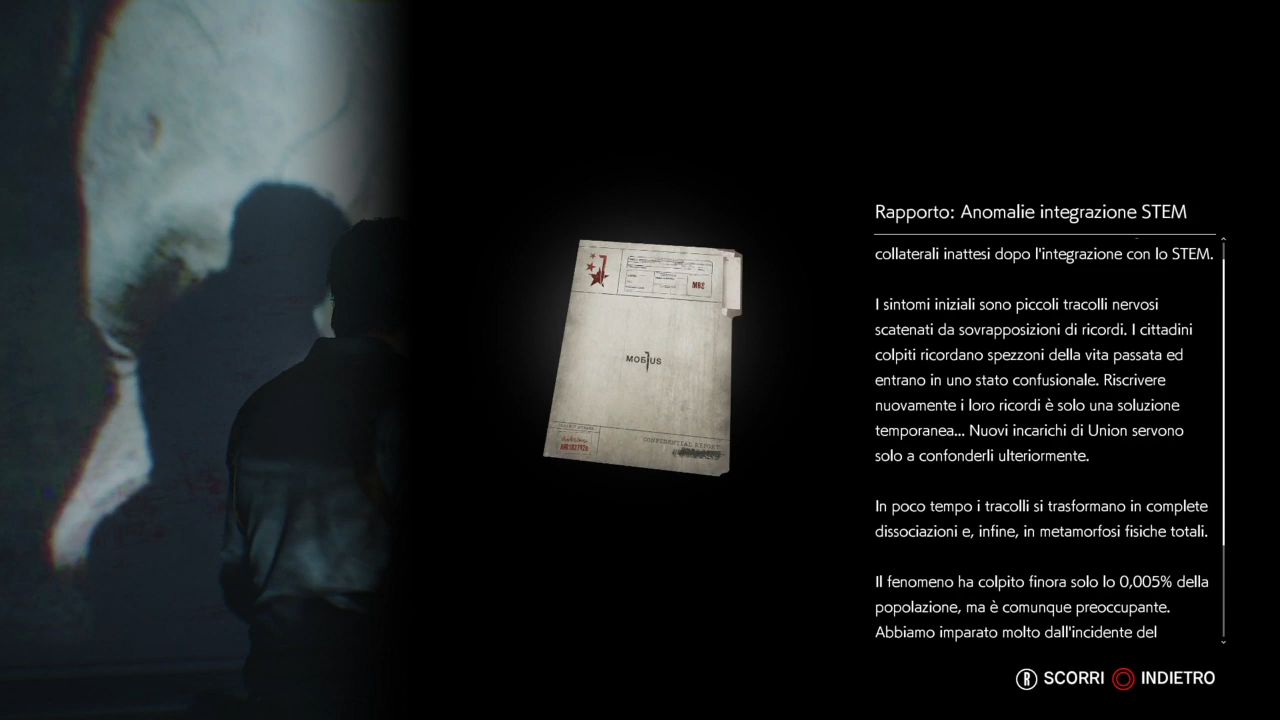 Rapporto: Anomalie integrazione STEM
collaterali inattesi dopo l'integrazione con lo STEM.
I sintomi iniziali sono piccoli tracolli nervosi
scatenati da sovrapposizioni di ricordi. I cittadini
colpiti ricordano spezzoni della vita passata ed
entrano in uno stato confusionale. Riscrivere
nuovamente i loro ricordi è solo una soluzione
temporanea... Nuovi incarichi di Union servono
solo a confonderli ulteriormente.
In poco tempo i tracolli si trasformano in complete
dissociazioni e, infine, in metamorfosi fisiche totali.
Il fenomeno ha colpito finora solo lo 0,005% della
popolazione, ma è comunque preoccupante.
Abbiamo imparato molto dall'incidente del
MBS
MOBIUS
CONFIDENTIAL REPORT
R SCORRI INDIETRO